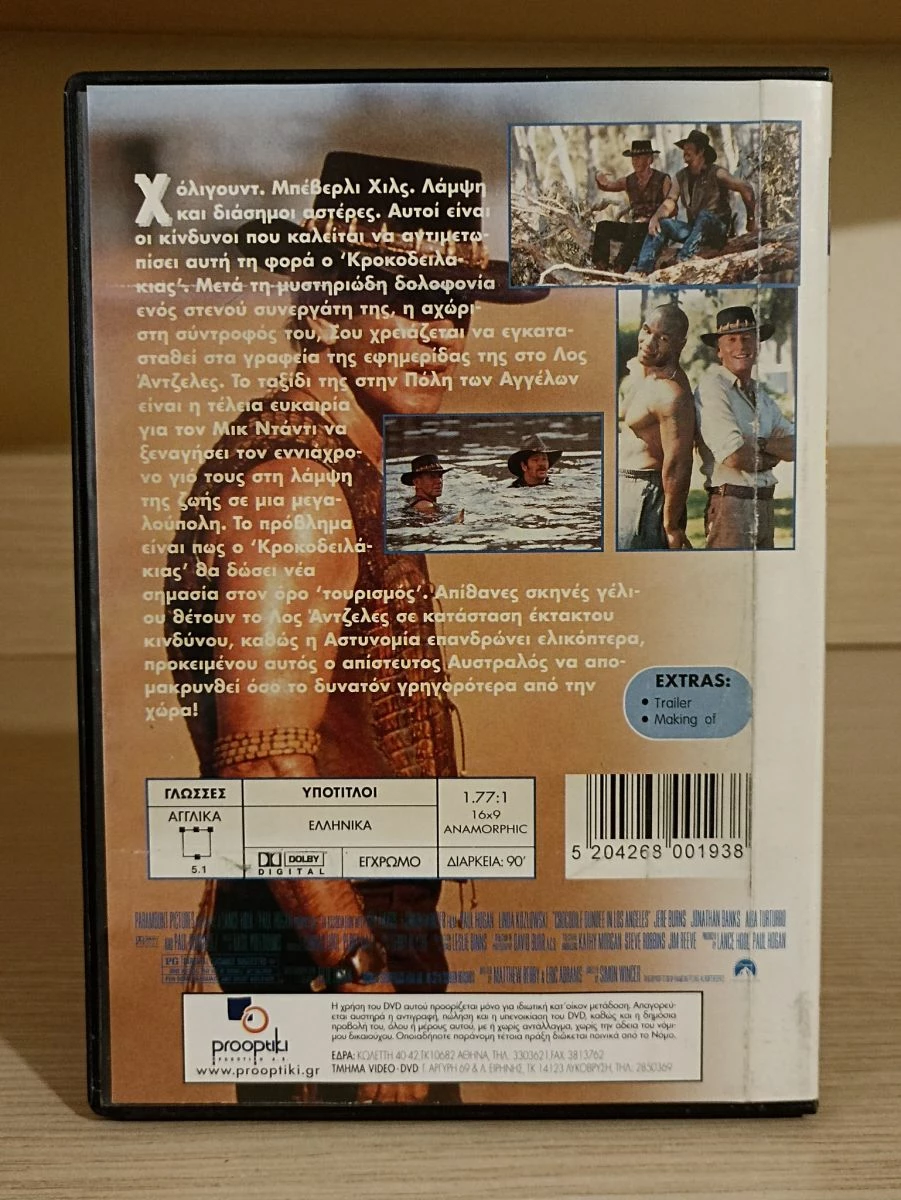 Χόλιγουντ. Μπέβερλι Χιλς. Λάμψη
και διάσημοι αστέρες. Αυτοί είναι
οι κίνδυνοι που καλείται να αντιμετω-
πίσει αυτή τη φορά ο ‘Κροκοδειλά-
κιας’. Μετά τη μυστηριώδη δολοφονία
ενός στενού συνεργάτη της, η αχώρι-
στη σύντροφός του, Σου χρειάζεται να εγκατα-
σταθεί στα γραφεία της εφημερίδας της στο Λος
Άντζελες. Το ταξίδι της στην Πόλη των Αγγέλων
είναι η τέλεια ευκαιρία
για τον Μικ Ντάντι να
ξεναγήσει τον εννιάχρο-
νο γιό τους στη λάμψη
της ζωής σε μια μεγα-
λούπολη. Το πρόβλημα
είναι πως ο ‘Κροκοδειλά-
κιας’ θα δώσει νέα
σημασία στον όρο ‘τουρισμός’. Απίθανες σκηνές γέλι-
ου θέτουν το Λος Άντζελες σε κατάσταση έκτακτου
κινδύνου, καθώς η Αστυνομία επανδρώνει ελικόπτερα,
προκειμένου αυτός ο απίστευτος Αυστραλός να απο-
μακρυνθεί όσο το δυνατόν γρηγορότερα από την
χώρα!
EXTRAS:
• Trailer
• Making of
ΓΛΩΣΣΕΣ
ΑΓΓΛΙΚΑ
5.1
ΥΠΟΤΙΤΛΟΙ
ΕΛΛΗΝΙΚΑ
DOLBY
DIGITAL
ΕΓΧΡΩΜΟ
1.77:1
16x9
ANAMORPHIC
ΔΙΑΡΚΕΙΑ: 90'
5 204268 001938
PARAMOUNT PICTURES PAUL HOGAN LINDA KOZLOWSKI "CROCODILE DUNDEE IN LOS ANGELES" JERE BURNS JONATHAN BANKS AIDA TURTURRO
AND PAUL LESLIE BINNS DAVID BURR A.C.S. KATHY MORGAN STEVE ROBBINS JIM REEVE LANCE HOOL PAUL HOGAN
PG MATTHEW BERRY & ERIC ABRAMS SIMON WINCER
prooptiki
www.prooptiki.gr
Η χρήση του DVD αυτού προορίζεται μόνο για ιδιωτική κατ' οίκον μετάδοση. Απαγορεύ-
εται αυστηρά η αντιγραφή, πώληση και η υπενοικίαση του DVD, καθώς και η δημόσια
προβολή του, όλου ή μέρους αυτού, με ή χωρίς αντάλλαγμα, χωρίς την άδεια του νόμι-
μου δικαιούχου. Οποιαδήποτε παράνομη τέτοια πράξη διώκεται ποινικά από το Νόμο.
ΕΔΡΑ: ΚΟΛΕΤΤΗ 40-42, ΤΚ 10682 ΑΘΗΝΑ, ΤΗΛ. 3303621 FAX 3813762
ΤΜΗΜΑ VIDEO-DVD Γ. ΑΡΓΥΡΗ 69 & Λ. ΕΙΡΗΝΗΣ, ΤΚ 14123 ΛΥΚΟΒΡΥΣΗ, ΤΗΛ. 2850369